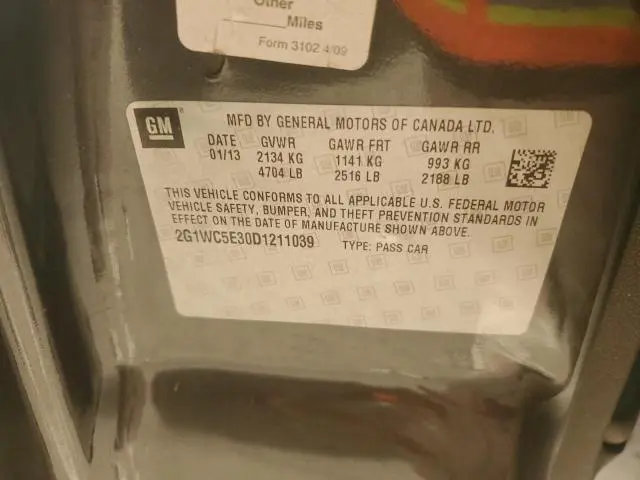 Other
______Miles
Form 3102 4/09
GM
MFD BY GENERAL MOTORS OF CANADA LTD.
DATE GVWR GAWR FRT GAWR RR
01/13 2134 KG 1141 KG 993 KG
4704 LB 2516 LB 2188 LB
THIS VEHICLE CONFORMS TO ALL APPLICABLE U.S. FEDERAL MOTOR
VEHICLE SAFETY, BUMPER, AND THEFT PREVENTION STANDARDS IN
EFFECT ON THE DATE OF MANUFACTURE SHOWN ABOVE.
2G1WC5E30D1211039 TYPE: PASS CAR